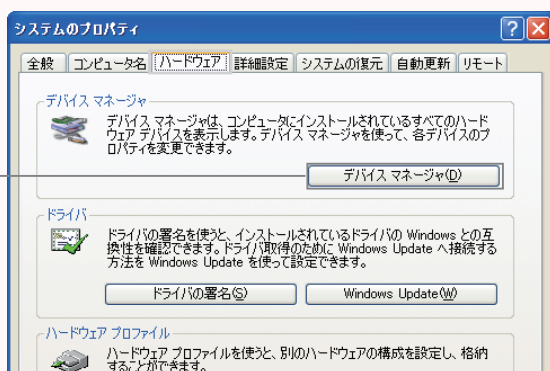 システムのプロパティ
全般 コンピュータ名 ハードウェア 詳細設定 システムの復元 自動更新 リモート
デバイス マネージャ
デバイス マネージャは、コンピュータにインストールされているすべてのハード
ウェア デバイスを表示します。デバイス マネージャを使って、各デバイスのプ
ロパティを変更できます。
デバイス マネージャ(D)
ドライバ
ドライバの署名を使うと、インストールされているドライバの Windows との互
換性を確認できます。ドライバ取得のために Windows Update へ接続する
方法を Windows Update を使って設定できます。
ドライバの署名(S) Windows Update(W)
ハードウェア プロファイル
ハードウェア プロファイルを使うと、別のハードウェアの構成を設定し、格納
することができます。